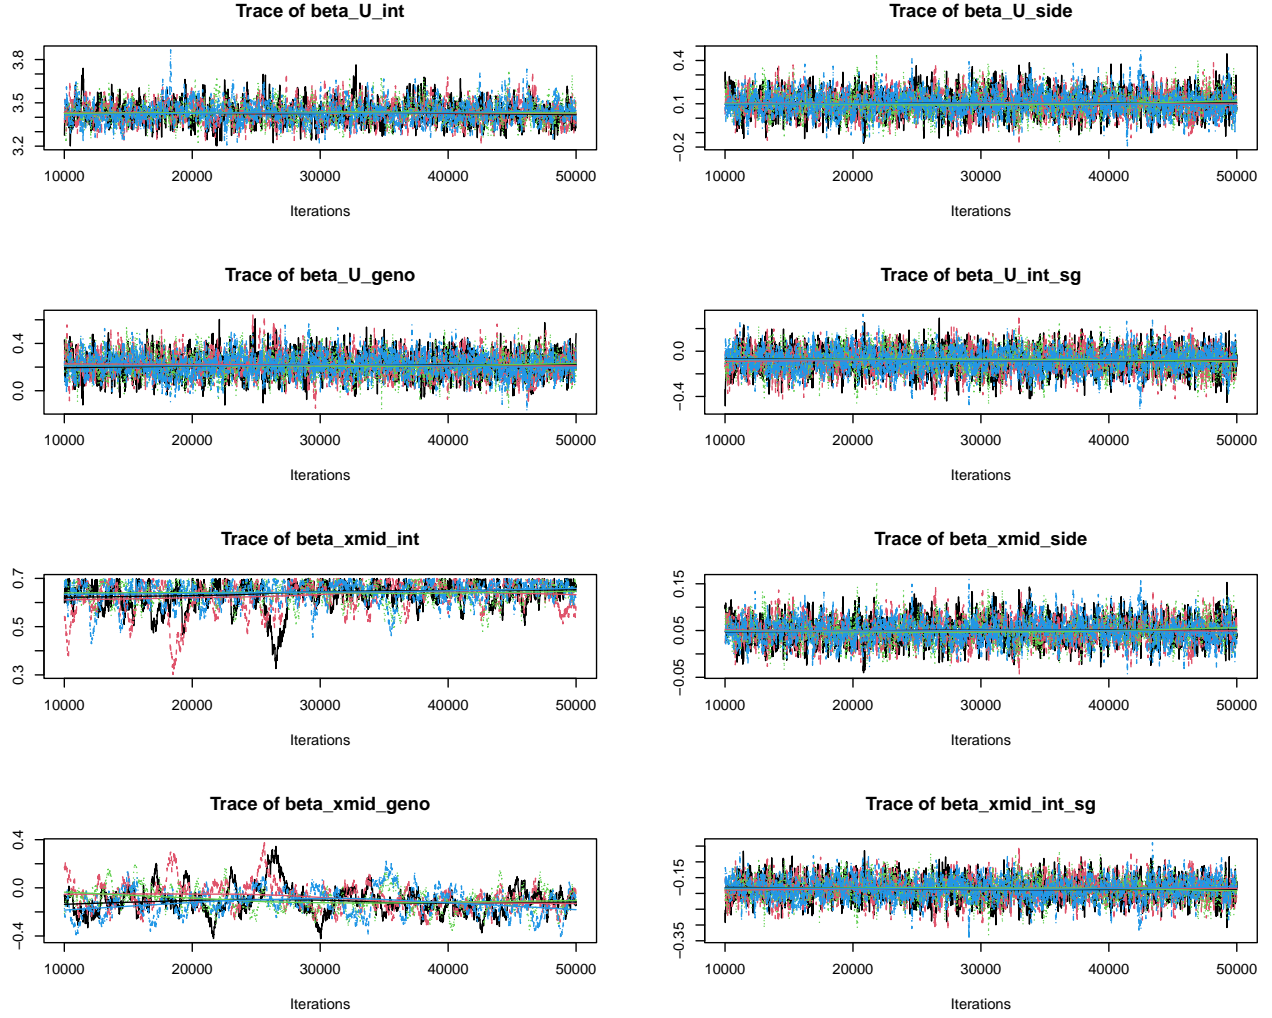 Trace of beta_U_int
3.8
3.5
3.2
10000 20000 30000 40000 50000
Iterations
Trace of beta_U_side
0.4
0.1
−0.2
10000 20000 30000 40000 50000
Iterations
Trace of beta_U_geno
0.4
0.0
10000 20000 30000 40000 50000
Iterations
Trace of beta_U_int_sg
0.0
−0.4
10000 20000 30000 40000 50000
Iterations
Trace of beta_xmid_int
0.7
0.5
0.3
10000 20000 30000 40000 50000
Iterations
Trace of beta_xmid_side
0.15
0.05
−0.05
10000 20000 30000 40000 50000
Iterations
Trace of beta_xmid_geno
0.4
0.0
−0.4
10000 20000 30000 40000 50000
Iterations
Trace of beta_xmid_int_sg
−0.15
−0.35
10000 20000 30000 40000 50000
Iterations